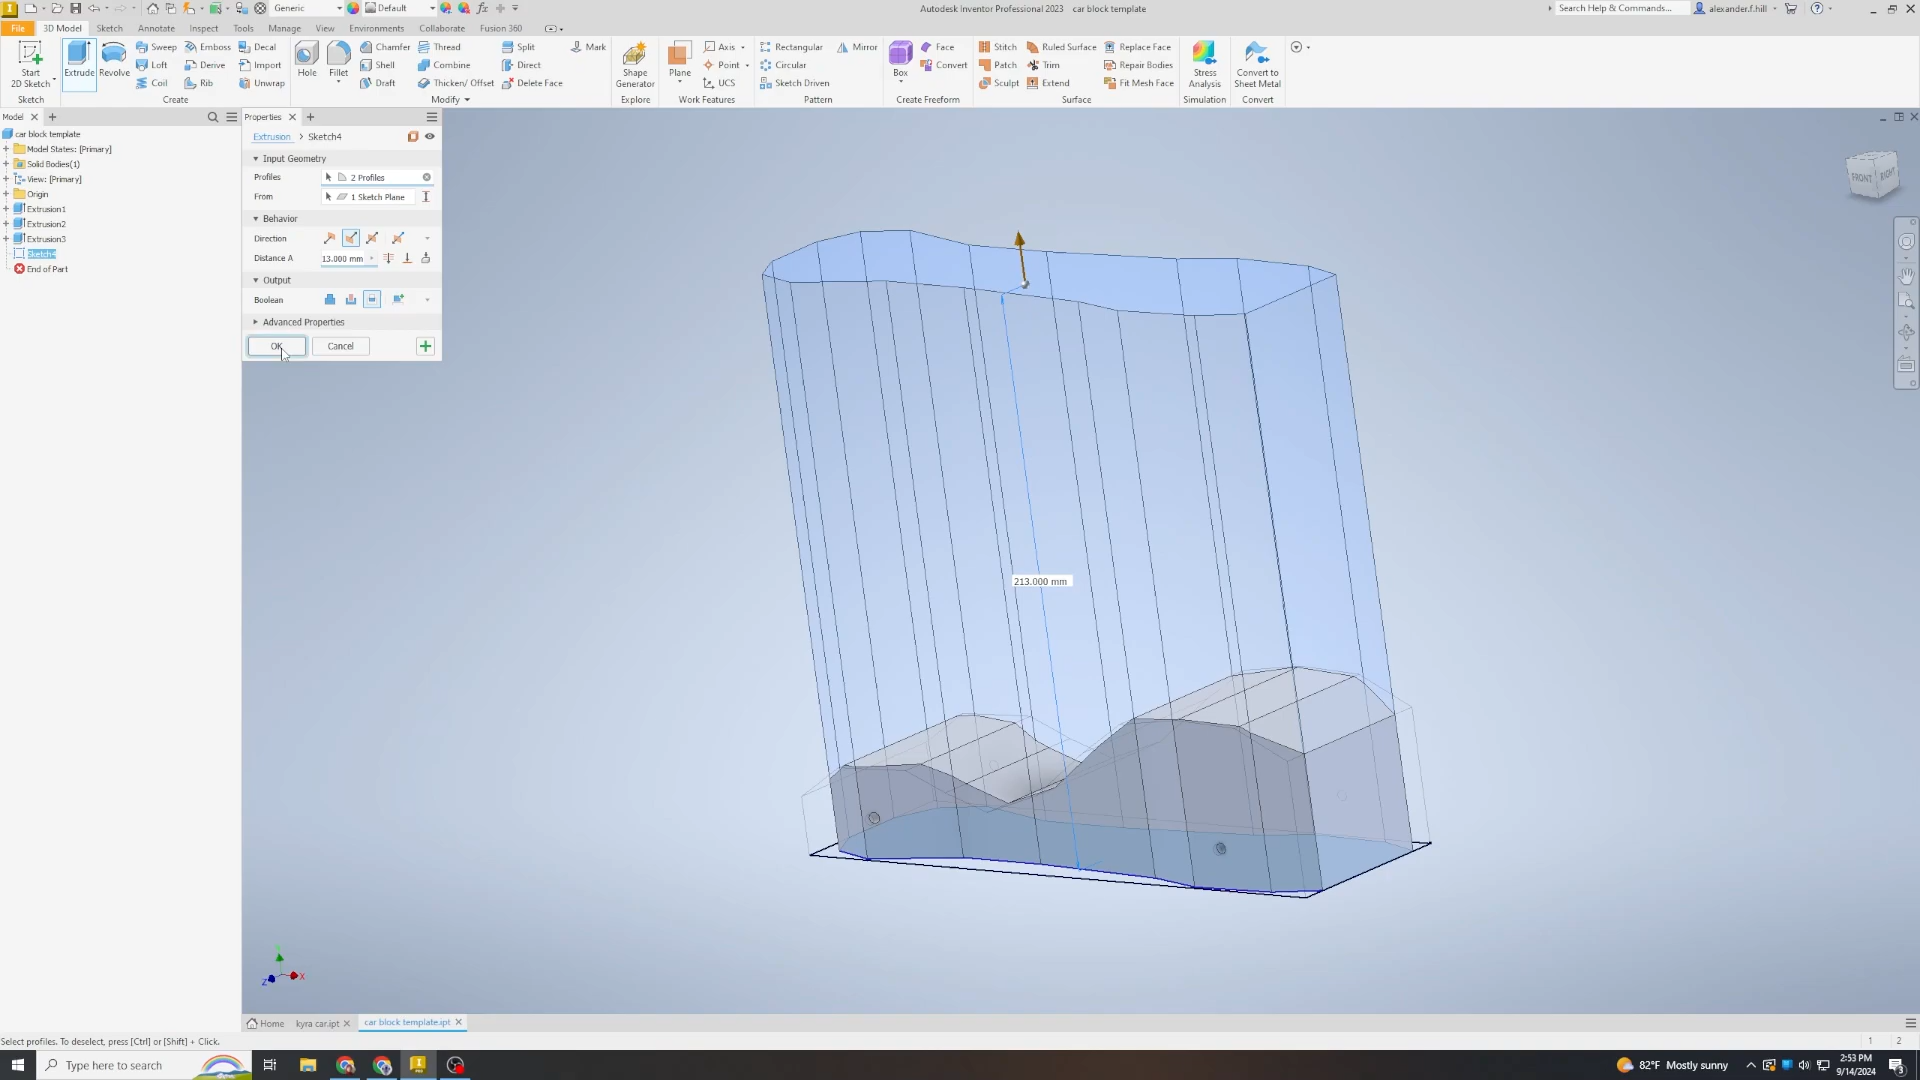 Generic
Default
Autodesk Inventor Professional 2023 car block template
Search Help & Commands...
alexander.f.hill
File 3D Model Sketch Annotate Inspect Tools Manage View Environments Collaborate Fusion 360
Start 2D Sketch
Extrude
Revolve
Sweep Emboss Decal
Loft Derive Import
Coil Rib Unwrap
Hole
Fillet
Chamfer Thread Split Mark
Shell Combine Direct
Draft Thicken/ Offset Delete Face
Shape Generator
Plane
Axis
Point
UCS
Rectangular Mirror
Circular
Sketch Driven
Box
Face
Convert
Stitch Ruled Surface Replace Face
Patch Trim Repair Bodies
Sculpt Extend Fit Mesh Face
Stress Analysis
Convert to Sheet Metal
Sketch Create Modify Explore Work Features Pattern Create Freeform Surface Simulation Convert
Model
car block template
Model States: [Primary]
Solid Bodies(1)
View: [Primary]
Origin
Extrusion1
Extrusion2
Extrusion3
Sketch4
End of Part
Properties
Extrusion > Sketch4
Input Geometry
Profiles 2 Profiles
From 1 Sketch Plane
Behavior
Direction
Distance A 13.000 mm
Output
Boolean
Advanced Properties
OK Cancel
FRONT RIGHT
213.000 mm
X
Z
Home kyra car.ipt car block template.ipt
Select profiles. To deselect, press [Ctrl] or [Shift] + Click.
1 2
Type here to search
82°F Mostly sunny
2:53 PM
9/14/2024
3